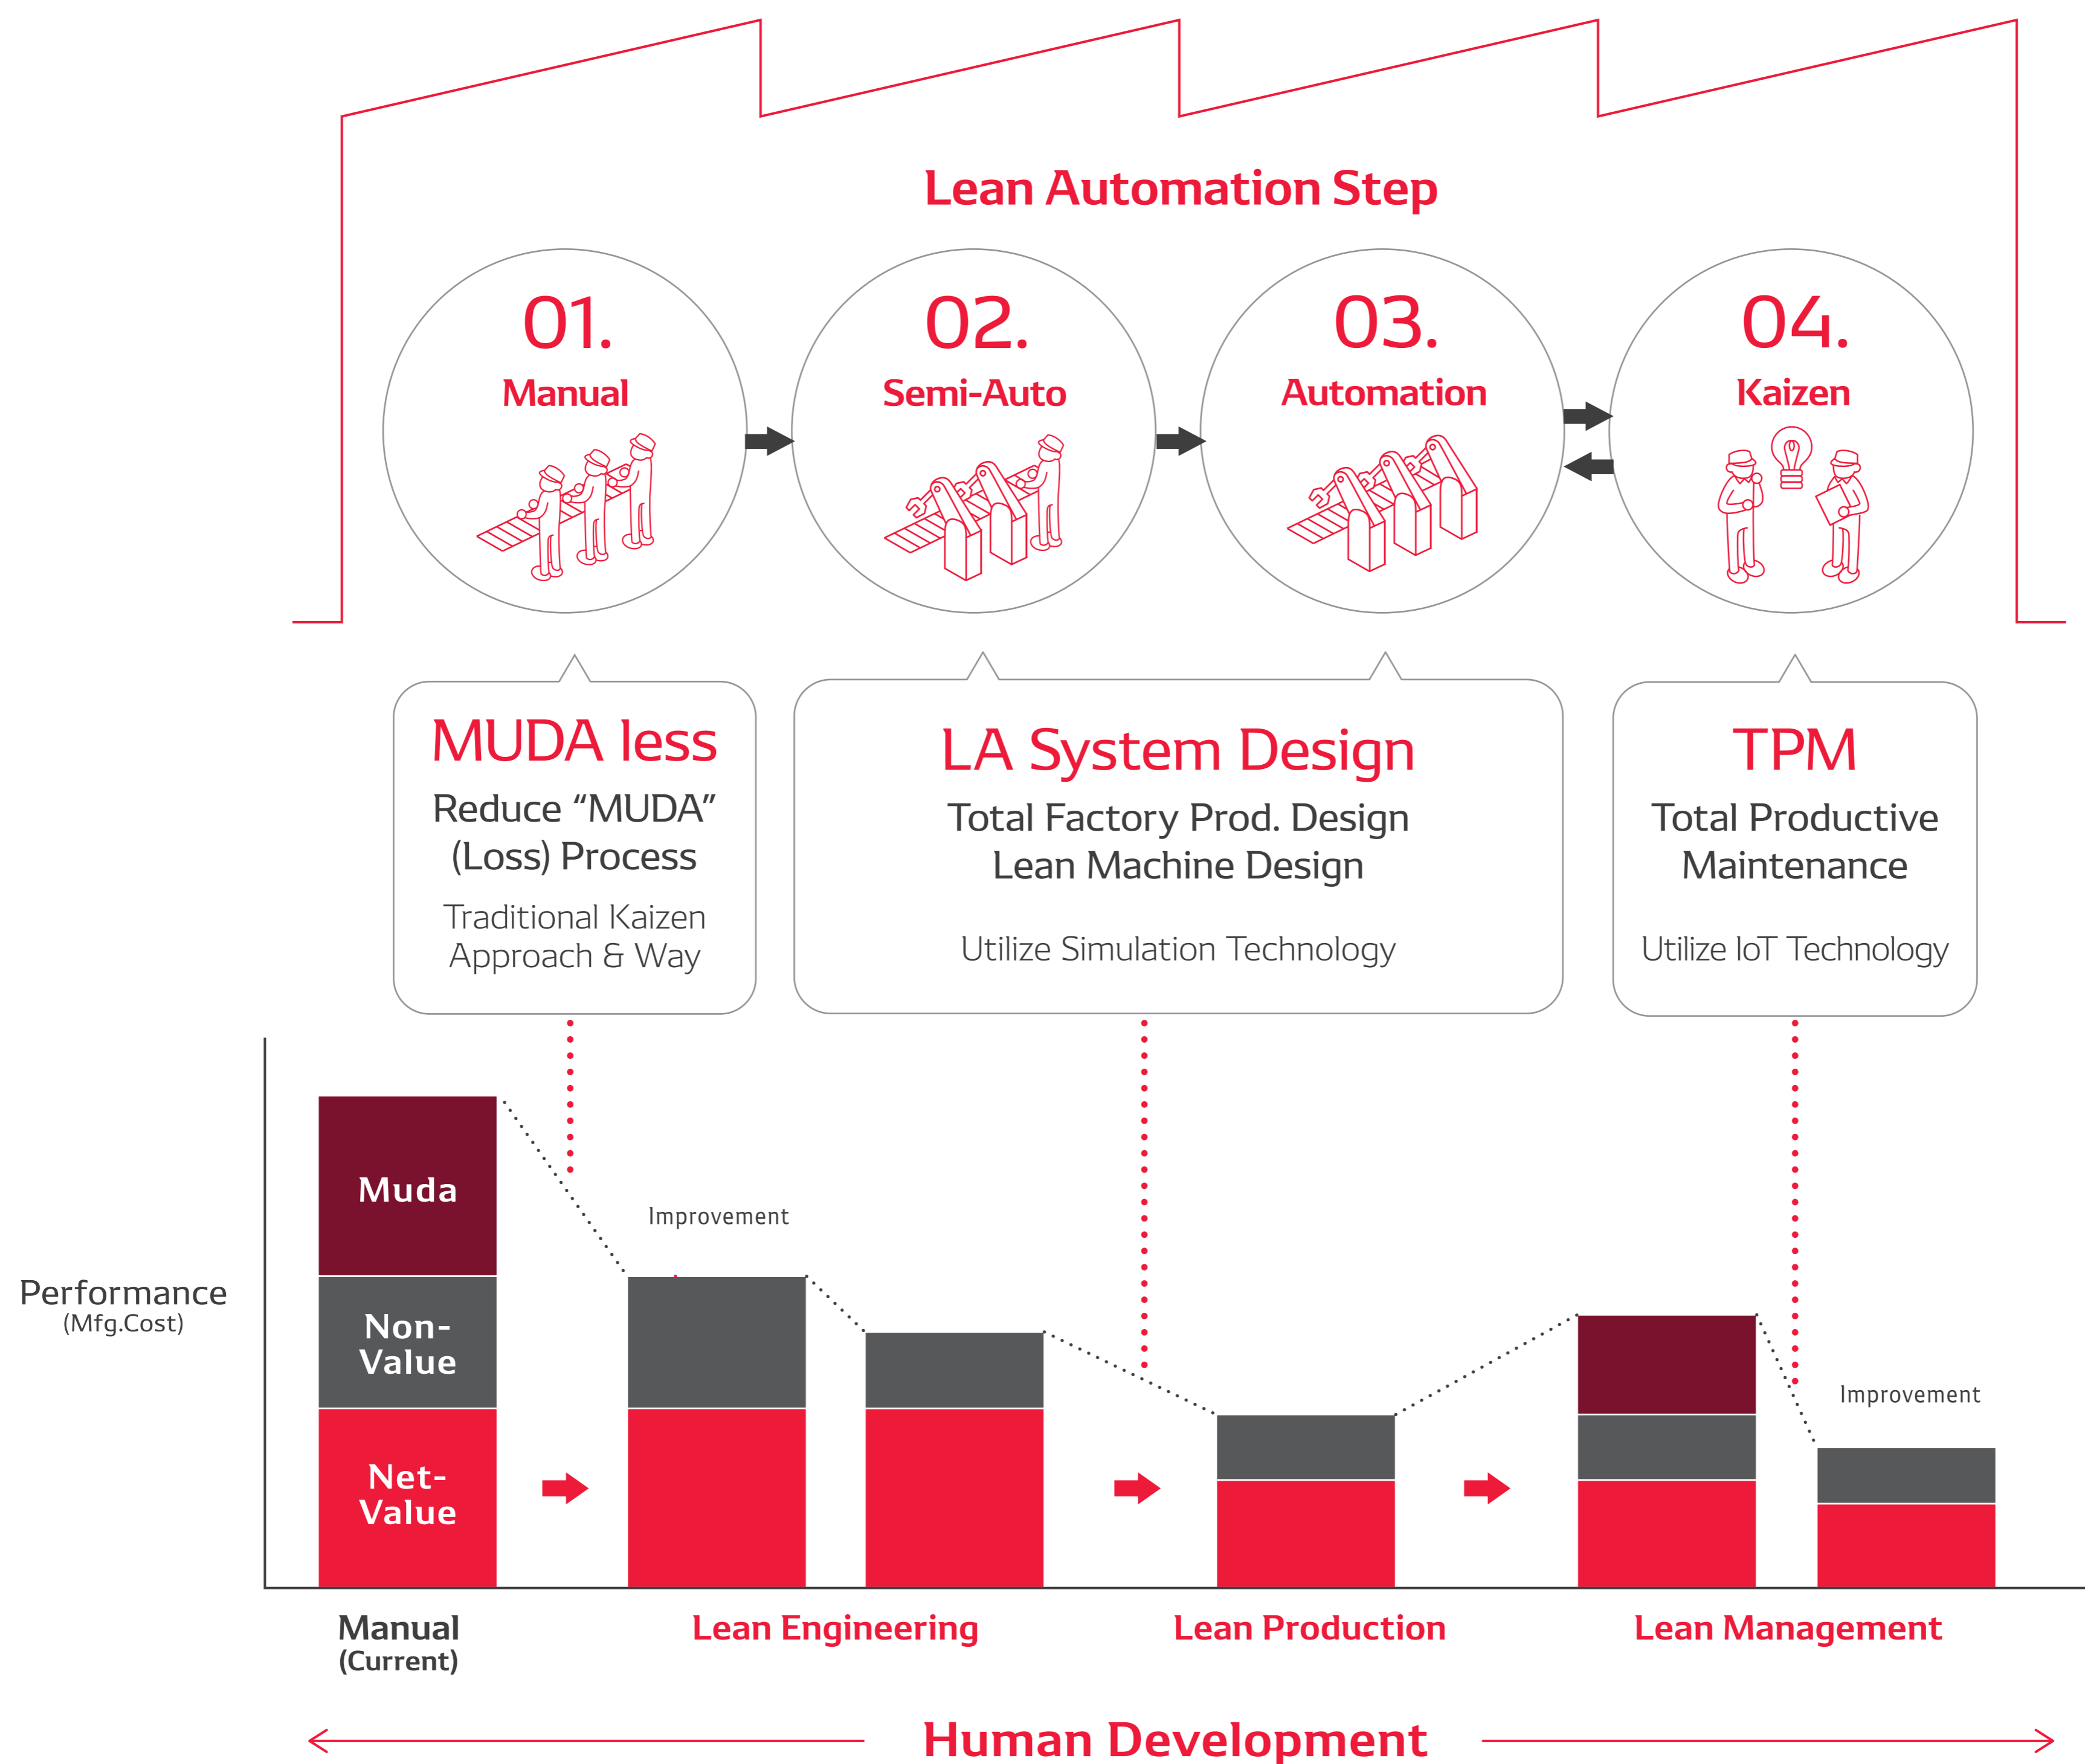 Lean Automation Step
01.
Manual
02.
Semi-Auto
03.
Automation
04.
Kaizen
MUDA less
Reduce “MUDA”
(Loss) Process
Traditional Kaizen
Approach & Way
LA System Design
Total Factory Prod. Design
Lean Machine Design
Utilize Simulation Technology
TPM
Total Productive
Maintenance
Utilize IoT Technology
Performance
(Mfg.Cost)
Muda
Non-
Value
Net-
Value
Improvement
Improvement
Manual
(Current)
Lean Engineering
Lean Production
Lean Management
Human Development